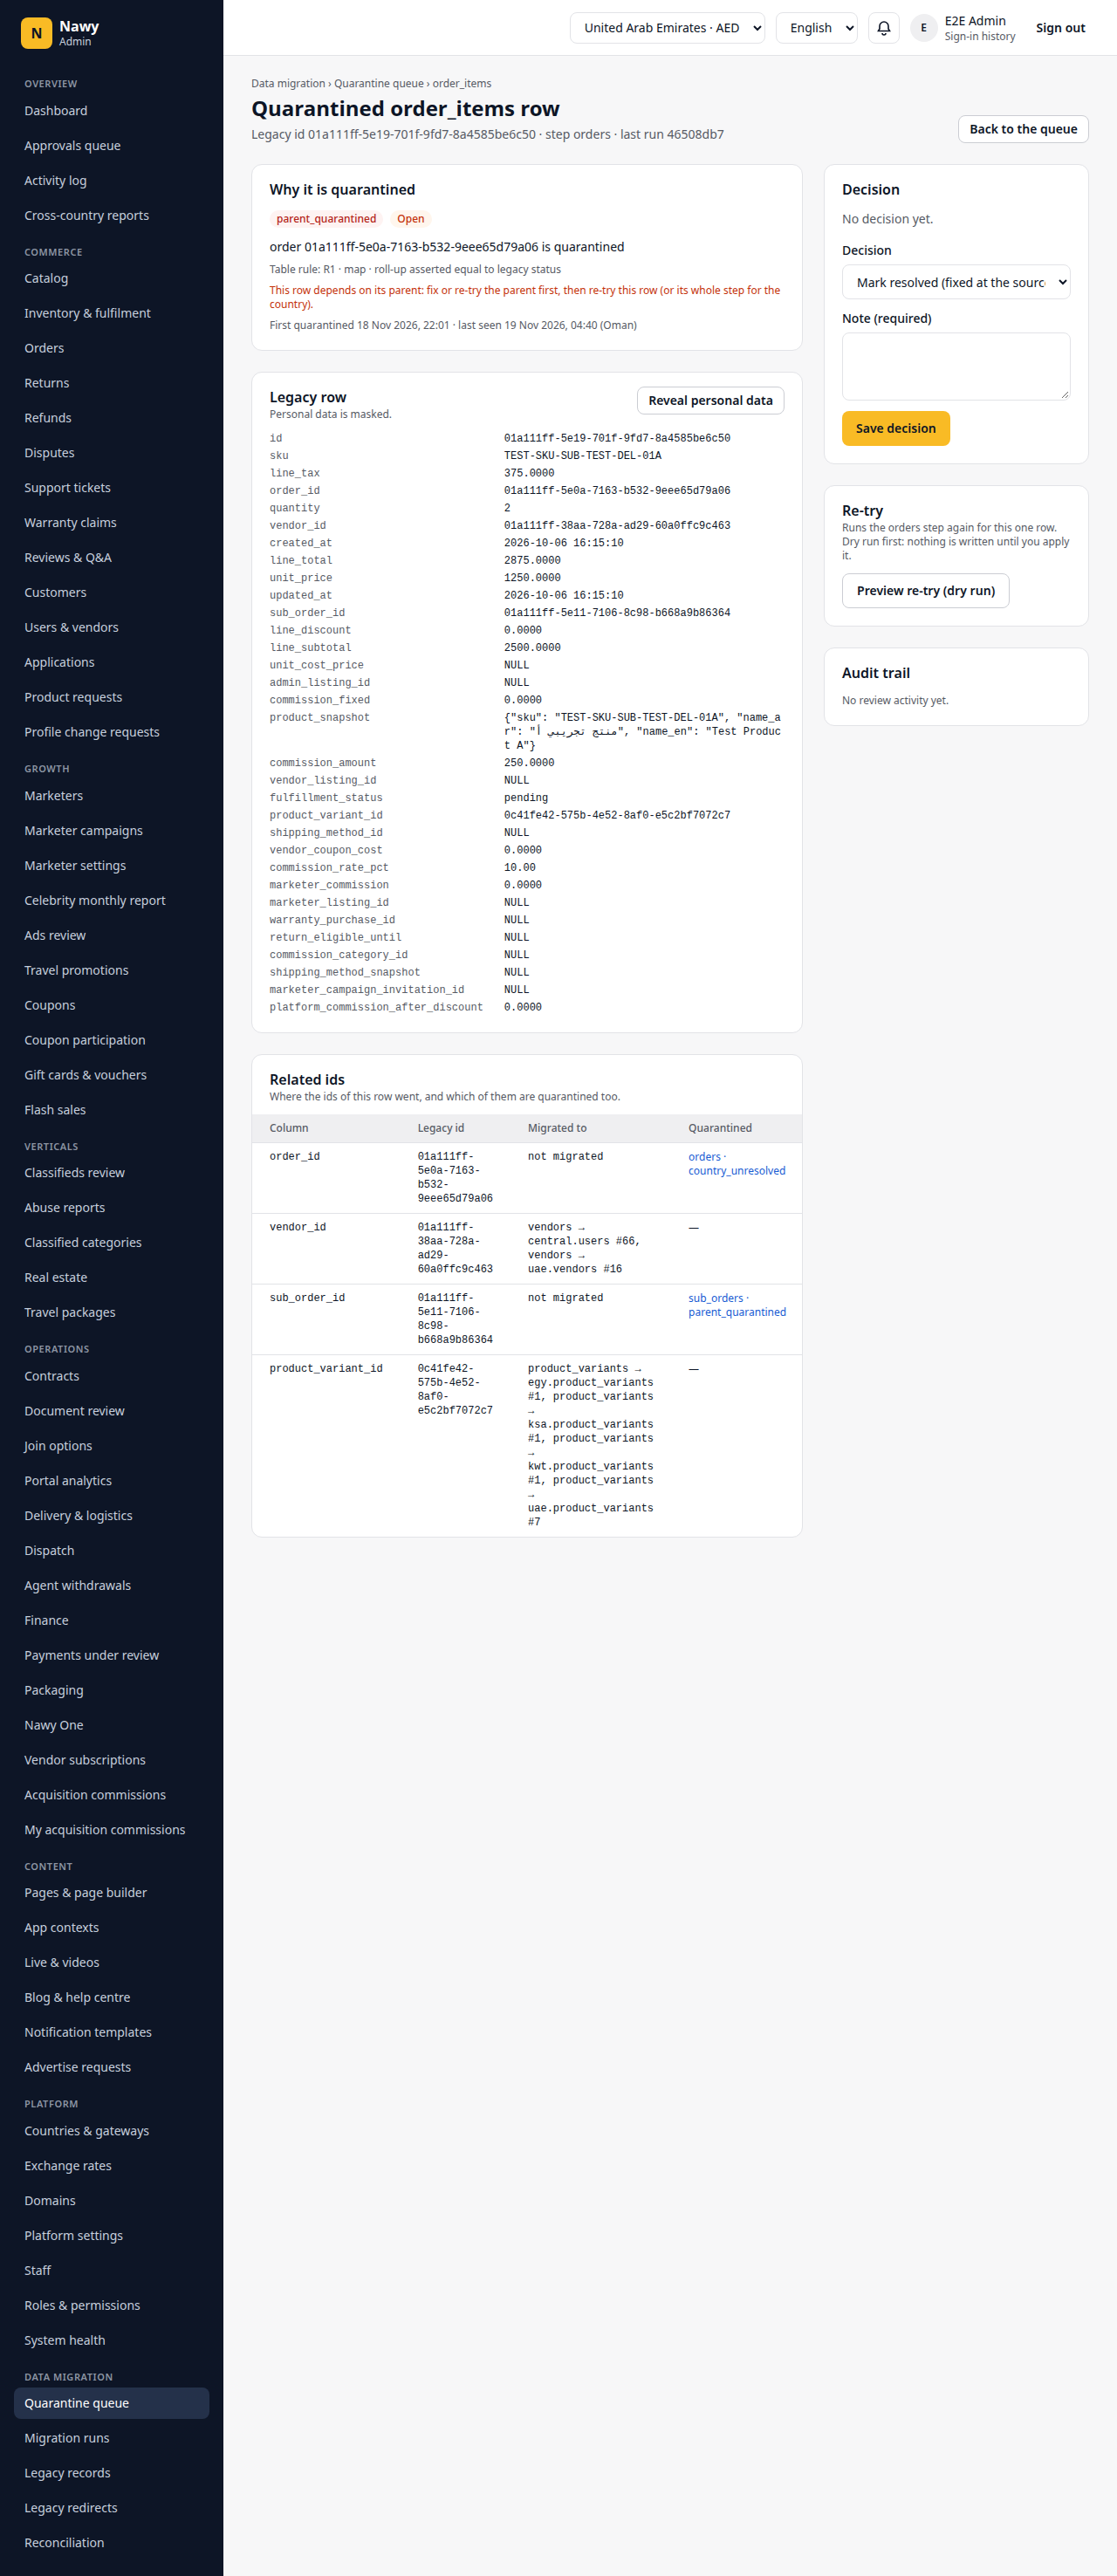 N
Nawy
Admin
OVERVIEW
Dashboard
Approvals queue
Activity log
Cross-country reports
COMMERCE
Catalog
Inventory & fulfilment
Orders
Returns
Refunds
Disputes
Support tickets
Warranty claims
Reviews & Q&A
Customers
Users & vendors
Applications
Product requests
Profile change requests
GROWTH
Marketers
Marketer campaigns
Marketer settings
Celebrity monthly report
Ads review
Travel promotions
Coupons
Coupon participation
Gift cards & vouchers
Flash sales
VERTICALS
Classifieds review
Abuse reports
Classified categories
Real estate
Travel packages
OPERATIONS
Contracts
Document review
Join options
Portal analytics
Delivery & logistics
Dispatch
Agent withdrawals
Finance
Payments under review
Packaging
Nawy One
Vendor subscriptions
Acquisition commissions
My acquisition commissions
CONTENT
Pages & page builder
App contexts
Live & videos
Blog & help centre
Notification templates
Advertise requests
PLATFORM
Countries & gateways
Exchange rates
Domains
Platform settings
Staff
Roles & permissions
System health
DATA MIGRATION
Quarantine queue
Migration runs
Legacy records
Legacy redirects
Reconciliation
United Arab Emirates · AED
English
E
E2E Admin
Sign-in history
Sign out
Data migration › Quarantine queue › order_items
Quarantined order_items row
Legacy id 01a111ff-5e19-701f-9fd7-8a4585be6c50 · step orders · last run 46508db7
Back to the queue
Why it is quarantined
parent_quarantined Open
order 01a111ff-5e0a-7163-b532-9eee65d79a06 is quarantined
Table rule: R1 · map · roll-up asserted equal to legacy status
This row depends on its parent: fix or re-try the parent first, then re-try this row (or its whole step for the
country).
First quarantined 18 Nov 2026, 22:01 · last seen 19 Nov 2026, 04:40 (Oman)
Legacy row
Personal data is masked.
Reveal personal data
id 01a111ff-5e19-701f-9fd7-8a4585be6c50
sku TEST-SKU-SUB-TEST-DEL-01A
line_tax 375.0000
order_id 01a111ff-5e0a-7163-b532-9eee65d79a06
quantity 2
vendor_id 01a111ff-38aa-728a-ad29-60a0ffc9c463
created_at 2026-10-06 16:15:10
line_total 2875.0000
unit_price 1250.0000
updated_at 2026-10-06 16:15:10
sub_order_id 01a111ff-5e11-7106-8c98-b668a9b86364
line_discount 0.0000
line_subtotal 2500.0000
unit_cost_price NULL
admin_listing_id NULL
commission_fixed 0.0000
product_snapshot {"sku": "TEST-SKU-SUB-TEST-DEL-01A", "name_a
r": "منتج تجريبي أ", "name_en": "Test Produc
t A"}
commission_amount 250.0000
vendor_listing_id NULL
fulfillment_status pending
product_variant_id 0c41fe42-575b-4e52-8af0-e5c2bf7072c7
shipping_method_id NULL
vendor_coupon_cost 0.0000
commission_rate_pct 10.00
marketer_commission 0.0000
marketer_listing_id NULL
warranty_purchase_id NULL
return_eligible_until NULL
commission_category_id NULL
shipping_method_snapshot NULL
marketer_campaign_invitation_id NULL
platform_commission_after_discount 0.0000
Related ids
Where the ids of this row went, and which of them are quarantined too.
Column Legacy id Migrated to Quarantined
order_id 01a111ff- not migrated orders ·
5e0a-7163- country_unresolved
b532-
9eee65d79a06
vendor_id 01a111ff- vendors → —
38aa-728a- central.users #66,
ad29- vendors →
60a0ffc9c463 uae.vendors #16
sub_order_id 01a111ff- not migrated sub_orders ·
5e11-7106- parent_quarantined
8c98-
b668a9b86364
product_variant_id 0c41fe42- product_variants → —
575b-4e52- egy.product_variants
8af0- #1, product_variants
e5c2bf7072c7 →
ksa.product_variants
#1, product_variants
→
kwt.product_variants
#1, product_variants
→
uae.product_variants
#7
Decision
No decision yet.
Decision
Mark resolved (fixed at the sourc
Note (required)
Save decision
Re-try
Runs the orders step again for this one row.
Dry run first: nothing is written until you apply
it.
Preview re-try (dry run)
Audit trail
No review activity yet.